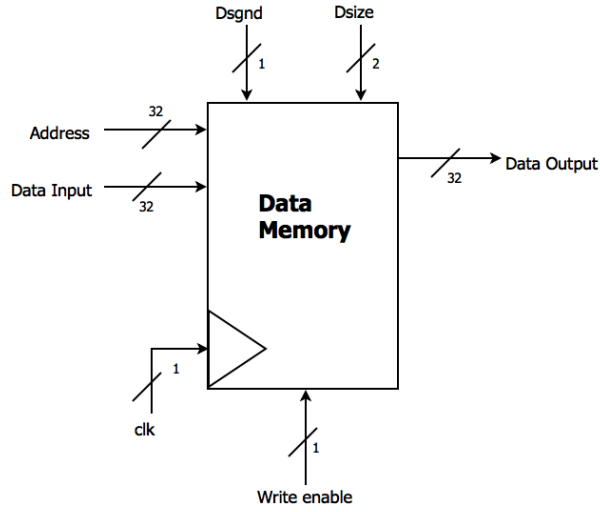 Dsgnd
Dsize
1
2
32
Address
Data Input
32
Data Output
32
Data
Memory
1
clk
1
Write enable